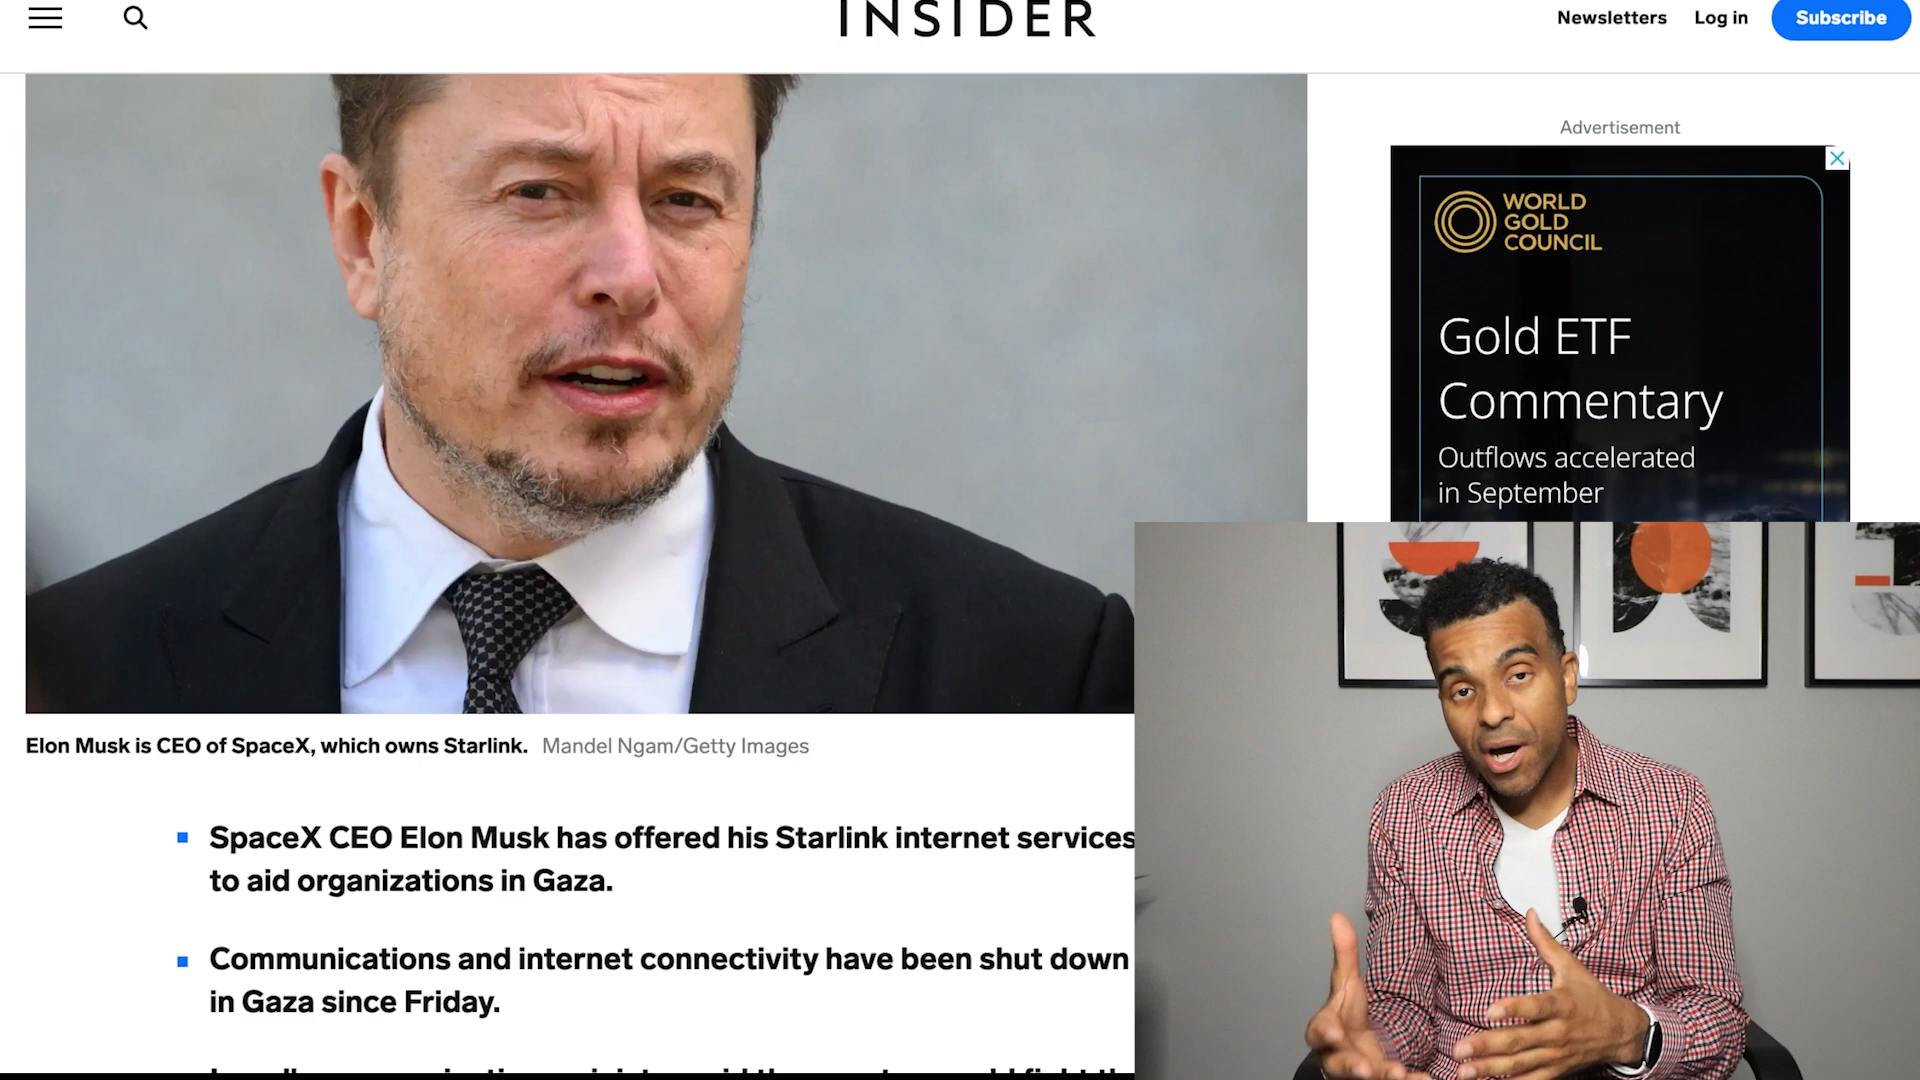 INSIDER
Newsletters Log in Subscribe
Advertisement
WORLD
GOLD
COUNCIL
Gold ETF
Commentary
Outflows accelerated
in September
Elon Musk is CEO of SpaceX, which owns Starlink. Mandel Ngam/Getty Images
SpaceX CEO Elon Musk has offered his Starlink internet services
to aid organizations in Gaza.
Communications and internet connectivity have been shut down
in Gaza since Friday.